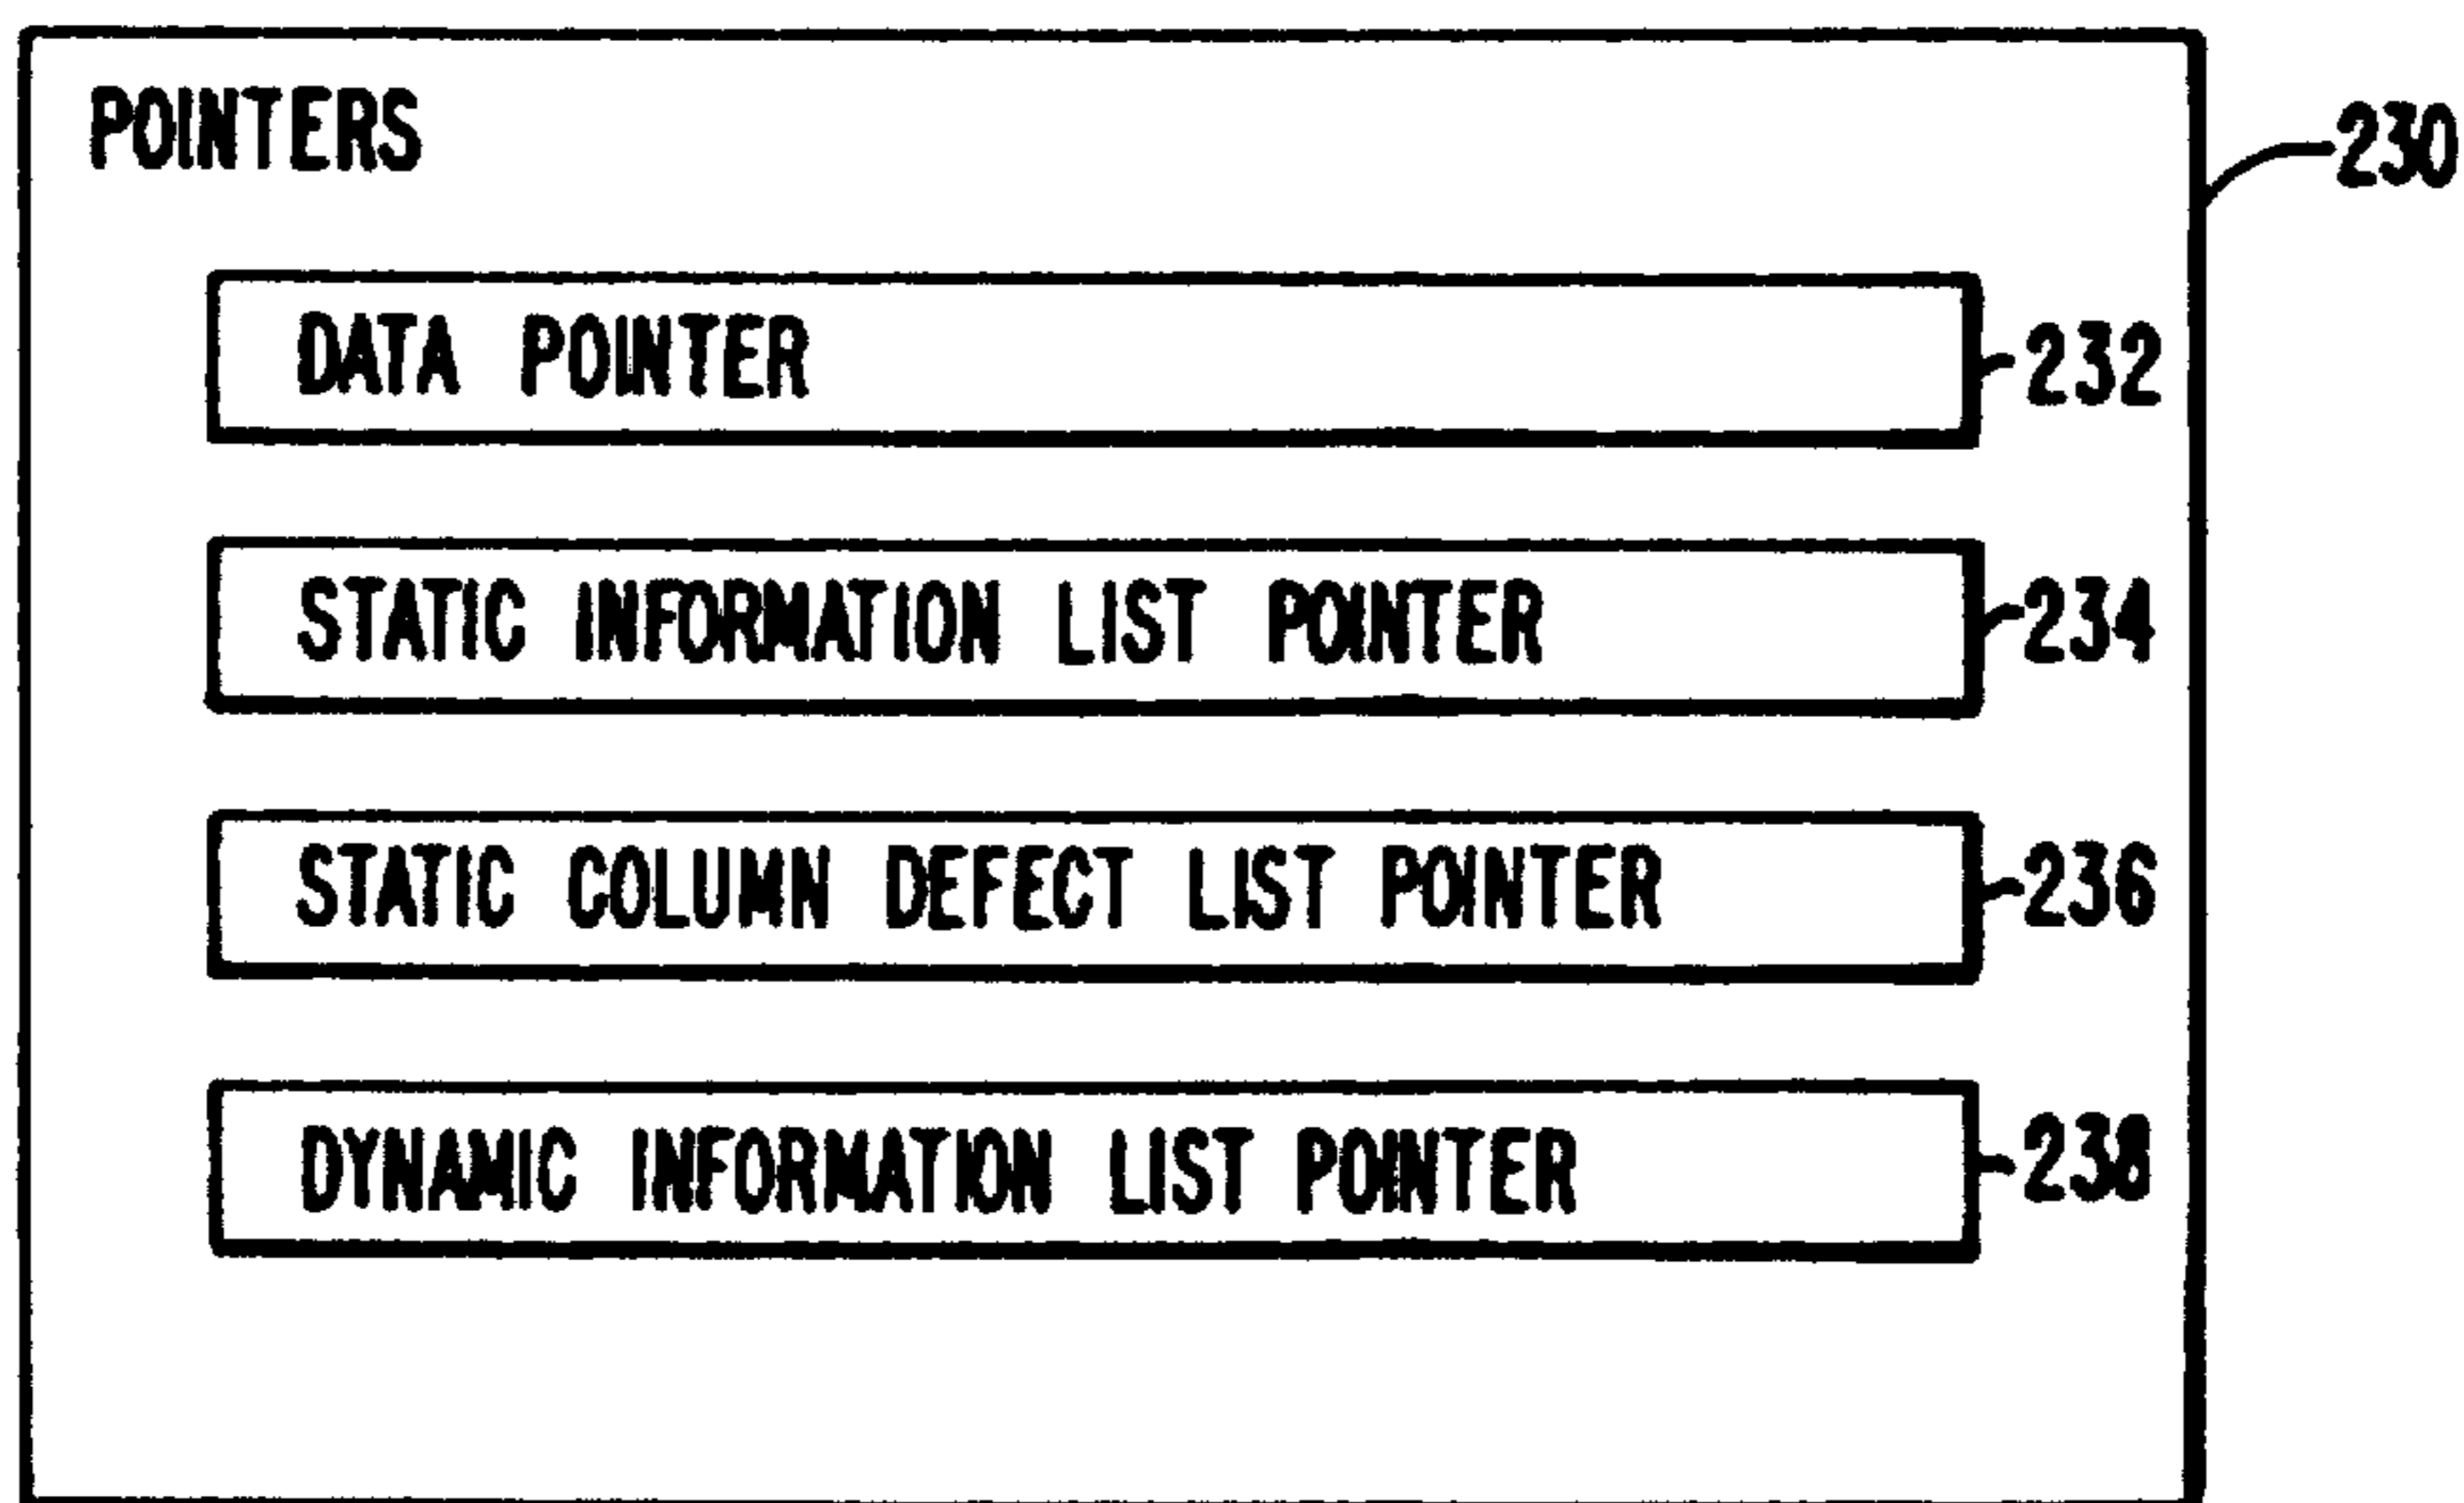 POINTERS
230
DATA POINTER
232
STATIC INFORMATION LIST POINTER
234
STATIC COLUMN DEFECT LIST POINTER
236
DYNAMIC INFORMATION LIST POINTER
238